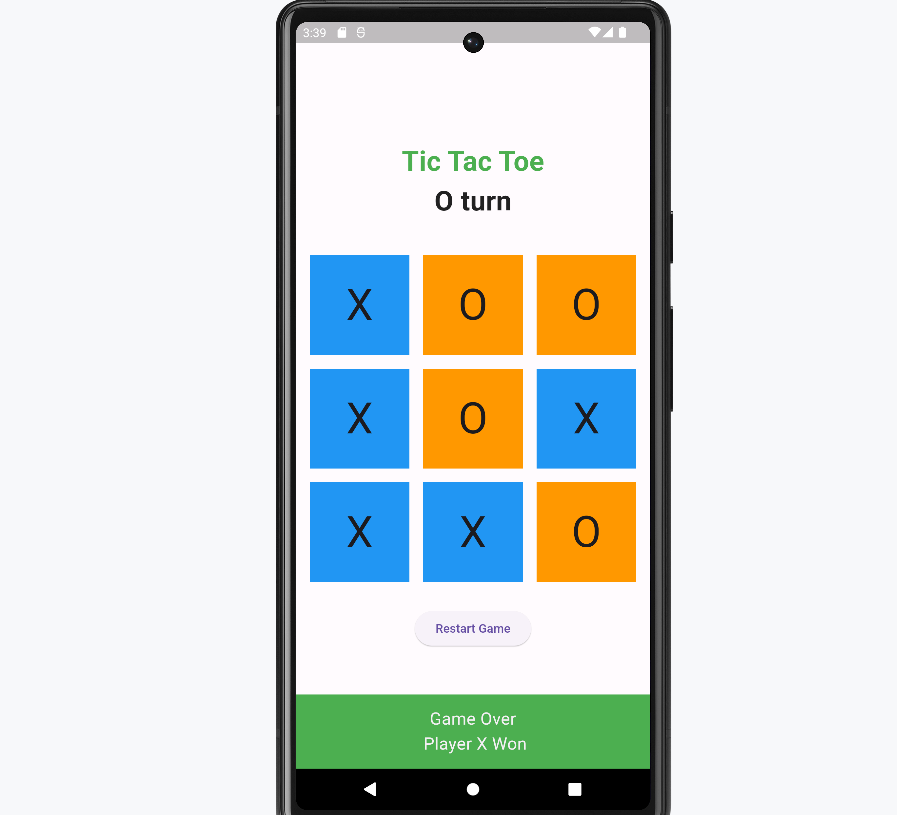 3:39
Tic Tac Toe
O turn
X O O
X O X
X X O
Restart Game
Game Over
Player X Won